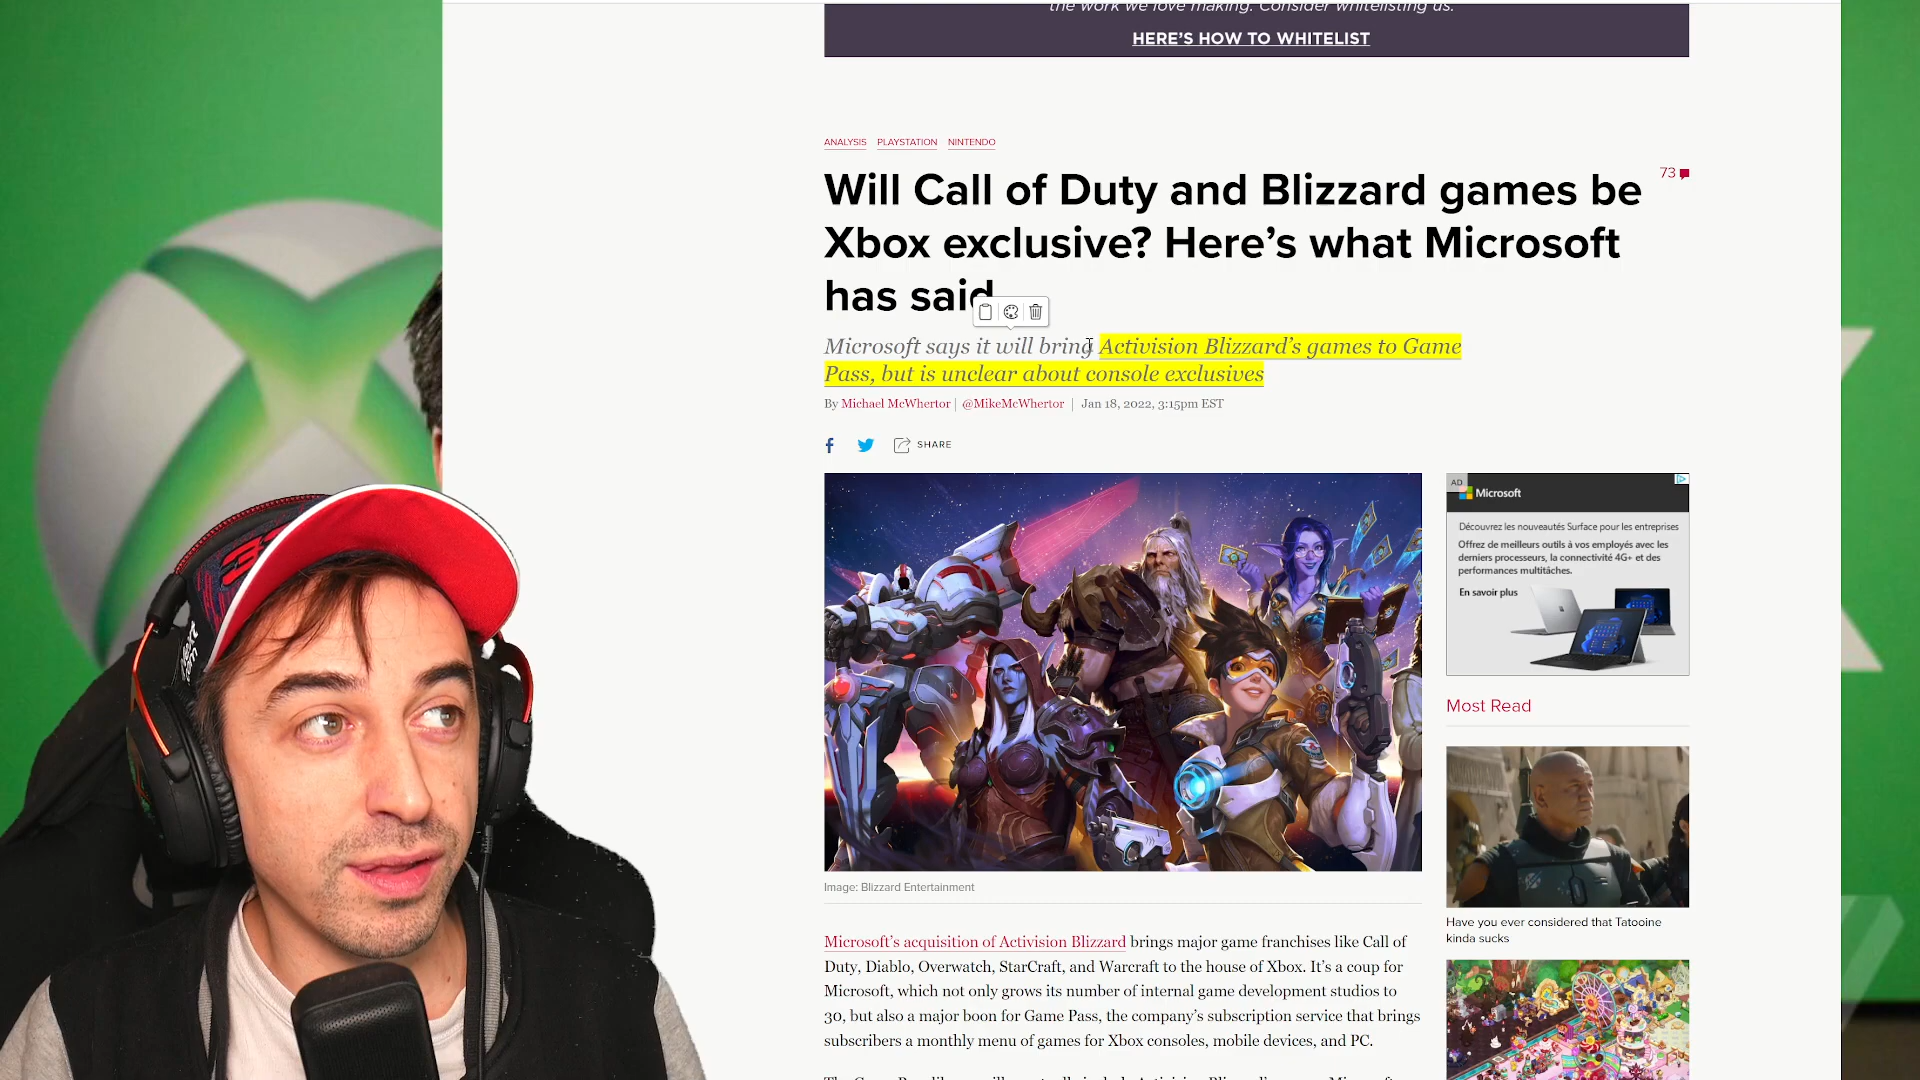 the work we love making. Consider whitelisting us.
HERE’S HOW TO WHITELIST
ANALYSIS PLAYSTATION NINTENDO
Will Call of Duty and Blizzard games be
Xbox exclusive? Here’s what Microsoft
has said
73
Microsoft says it will bring Activision Blizzard’s games to Game
Pass, but is unclear about console exclusives
By Michael McWhertor | @MikeMcWhertor | Jan 18, 2022, 3:15pm EST
SHARE
AD
Microsoft
Découvrez les nouveautés Surface pour les entreprises
Offrez de meilleurs outils à vos employés avec les
derniers processeurs, la connectivité 4G+ et des
performances multitâches.
En savoir plus
Most Read
Have you ever considered that Tatooine
kinda sucks
Image: Blizzard Entertainment
Microsoft’s acquisition of Activision Blizzard brings major game franchises like Call of
Duty, Diablo, Overwatch, StarCraft, and Warcraft to the house of Xbox. It’s a coup for
Microsoft, which not only grows its number of internal game development studios to
30, but also a major boon for Game Pass, the company’s subscription service that brings
subscribers a monthly menu of games for Xbox consoles, mobile devices, and PC.